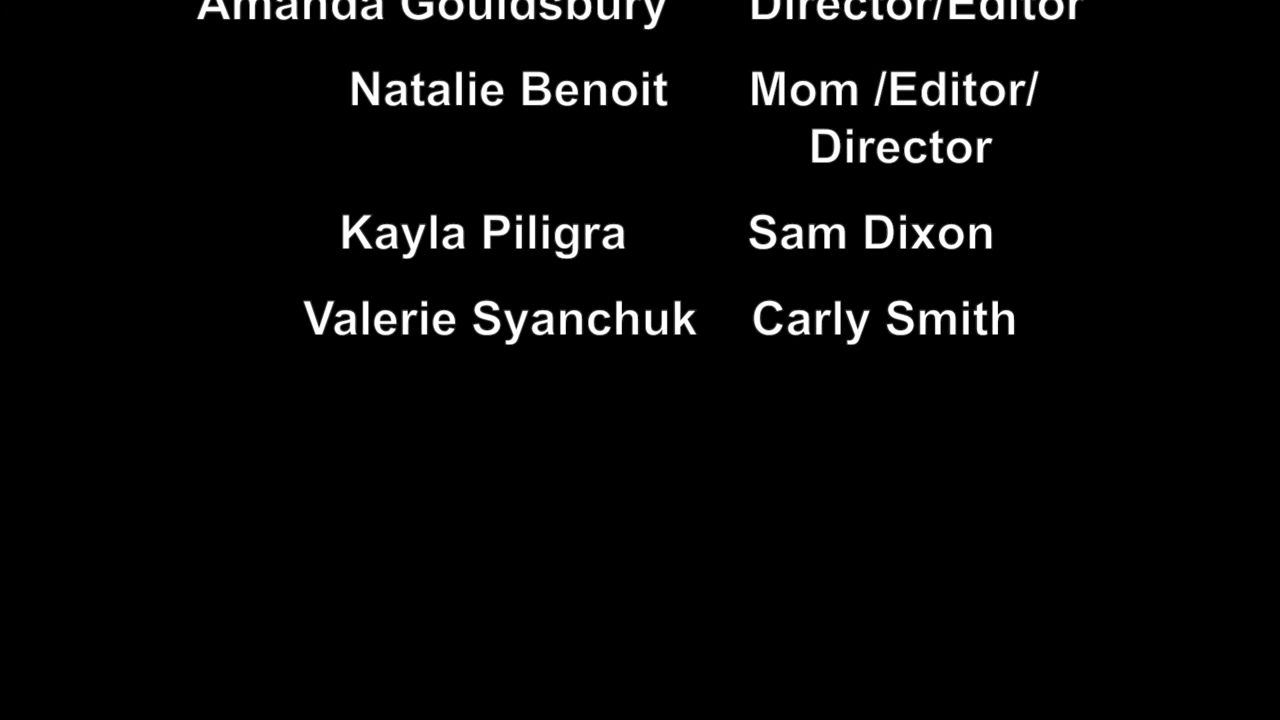 Amanda Gouldsbury Director/Editor
Natalie Benoit Mom /Editor/
Director
Kayla Piligra Sam Dixon
Valerie Syanchuk Carly Smith